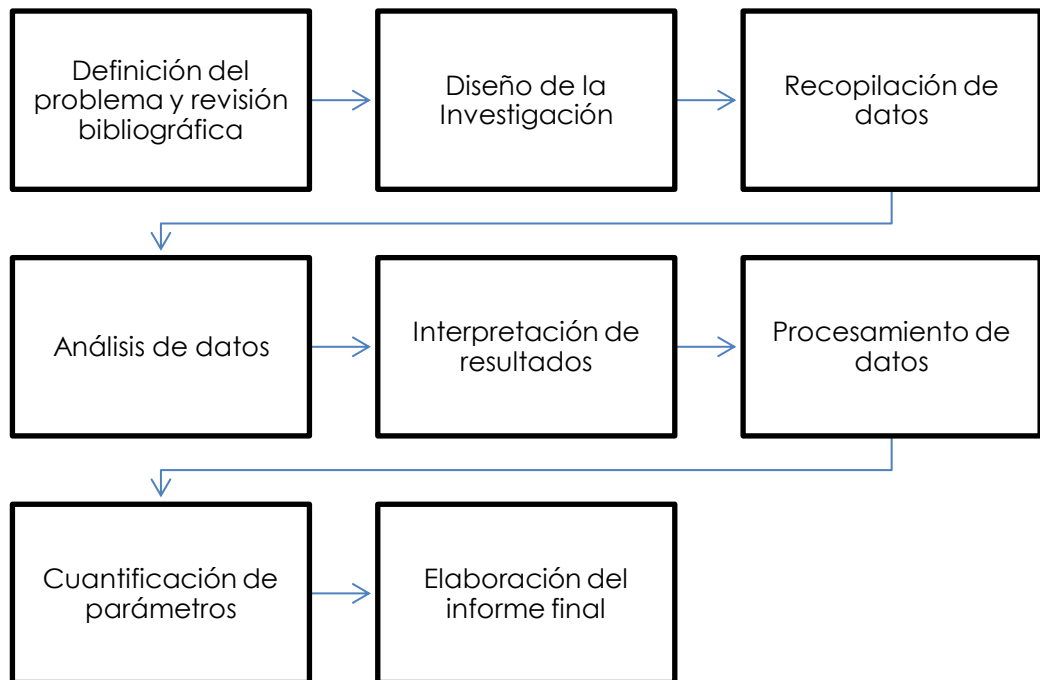 Definición del
problema y revisión
bibliográfica
Diseño de la
Investigación
Recopilación de
datos
Análisis de datos
Interpretación de
resultados
Procesamiento de
datos
Cuantificación de
parámetros
Elaboración del
informe final